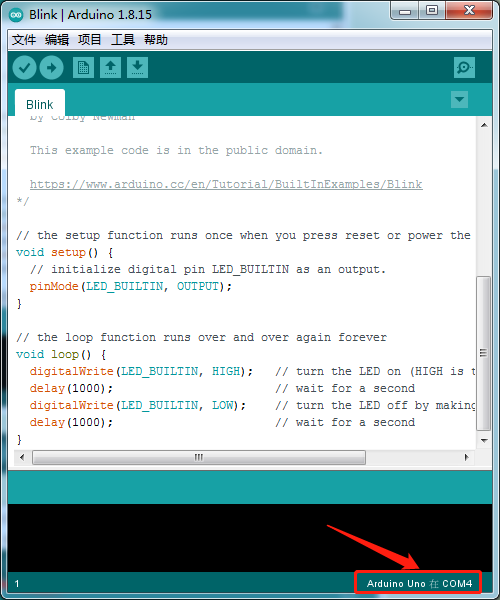 Blink | Arduino 1.8.15
文件 编辑 项目 工具 帮助
Blink
by Colby Newman
This example code is in the public domain.
https://www.arduino.cc/en/Tutorial/BuiltInExamples/Blink
*/
// the setup function runs once when you press reset or power the
void setup() {
// initialize digital pin LED_BUILTIN as an output.
pinMode(LED_BUILTIN, OUTPUT);
}
// the loop function runs over and over again forever
void loop() {
digitalWrite(LED_BUILTIN, HIGH); // turn the LED on (HIGH is t
delay(1000); // wait for a second
digitalWrite(LED_BUILTIN, LOW); // turn the LED off by making
delay(1000); // wait for a second
}
1 Arduino Uno 在 COM4